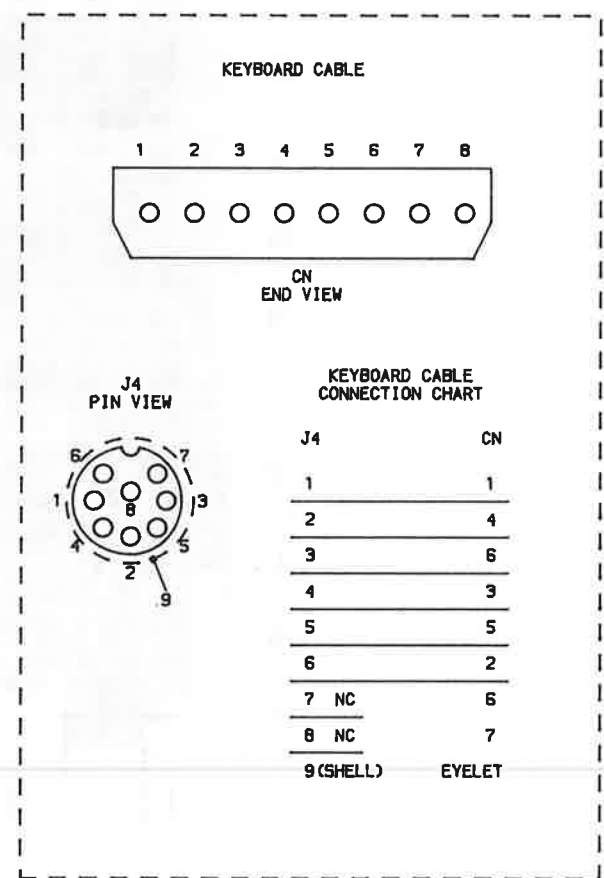 KEYBOARD CABLE
1 2 3 4 5 6 7 8
CN
END VIEW
J4
PIN VIEW
6 7
1 8 3
4 5
2
9
KEYBOARD CABLE
CONNECTION CHART
J4 CN
1 1
2 4
3 6
4 3
5 5
6 2
7 NC 6
8 NC 7
9(SHELL) EYELET